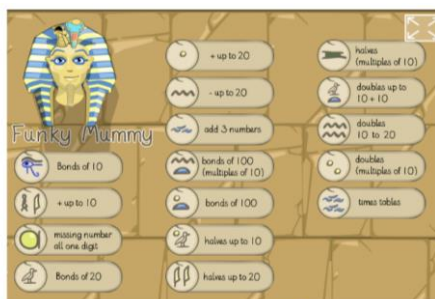 Funky Mummy
Bonds of 10
+ up to 10
missing number
all one digit
Bonds of 20
+ up to 20
- up to 20
add 3 numbers
bonds of 100
(multiples of 10)
bonds of 100
halves up to 10
halves up to 20
halves
(multiples of 10)
doubles up to
10 + 10
doubles
10 to 20
doubles
(multiples of 10)
times tables